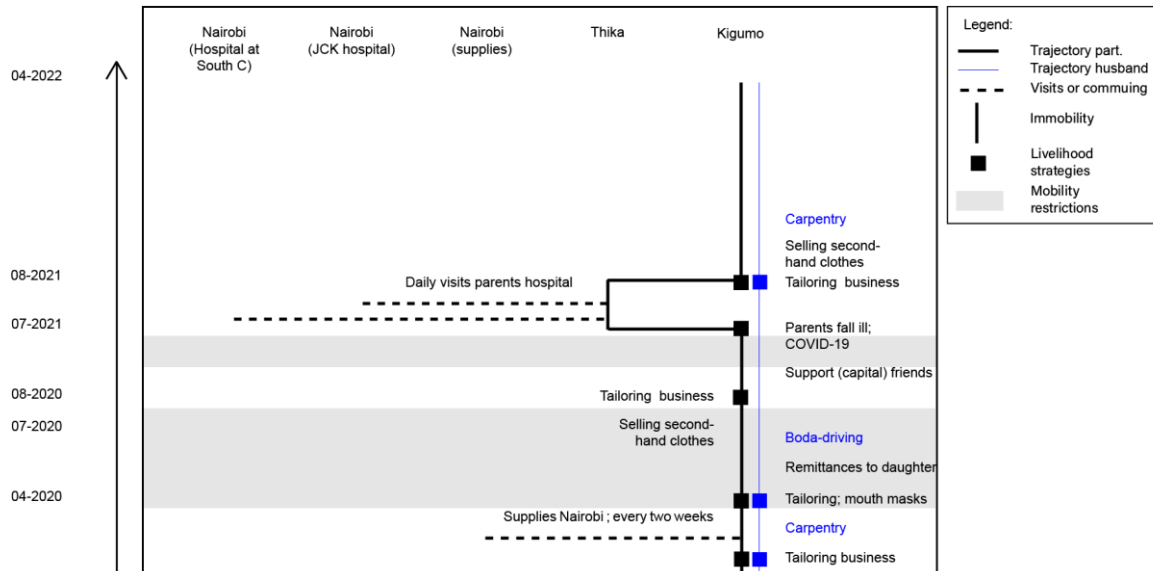 Nairobi
(Hospital at
South C)
Nairobi
(JCK hospital)
Nairobi
(supplies)
Thika
Kigumo
Legend:
Trajectory part.
Trajectory husband
Visits or commuing
Immobility
Livelihood
strategies
Mobility
restrictions
04-2022
Carpentry
Selling second-
hand clothes
08-2021
Daily visits parents hospital
Tailoring business
07-2021
Parents fall ill;
COVID-19
Support (capital) friends
08-2020
Tailoring business
07-2020
Selling second-
hand clothes
Boda-driving
Remittances to daughter
04-2020
Tailoring; mouth masks
Supplies Nairobi ; every two weeks
Carpentry
Tailoring business